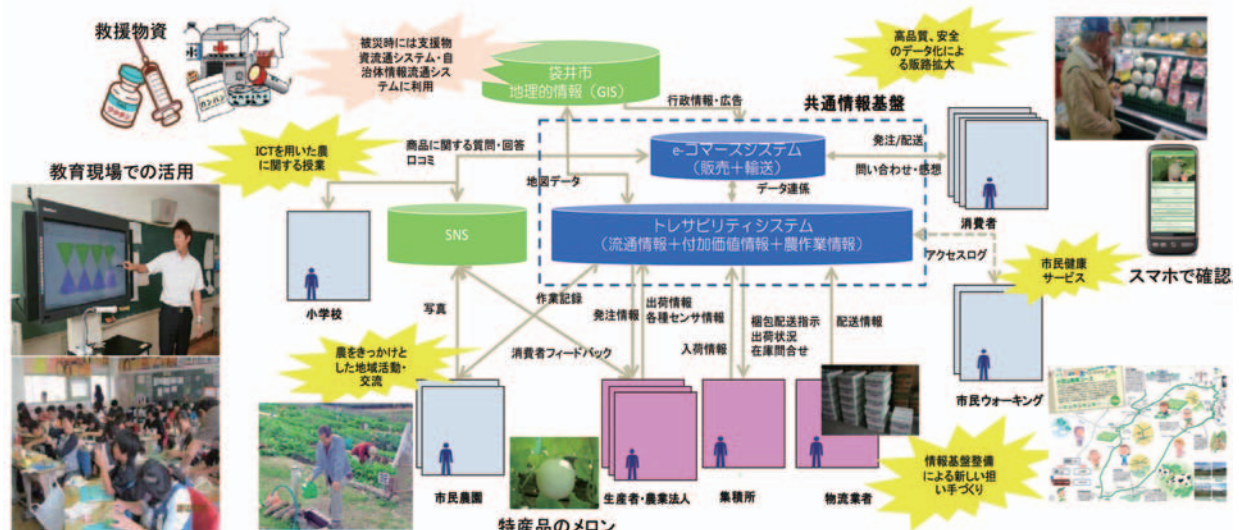 救援物資
被災時には支援物
資流通システム・自
治体情報流通シス
テムに利用
袋井市
地理的情報（GIS）
高品質、安全
のデータ化によ
る販路拡大
行政情報・広告
共通情報基盤
ICTを用いた農
に関する授業
商品に関する質問・回答
口コミ
e-コマースシステム
（販売＋輸送）
発注/配送
問い合わせ・感想
教育現場での活用
地図データ
データ連係
消費者
SNS
トレサビリティシステム
（流通情報＋付加価値情報＋農作業情報）
アクセスログ
市民健康
サービス
スマホで確認
小学校
写真
作業記録
発注情報
出荷情報
各種センサ情報
入荷情報
梱包配送指示
出荷状況
在庫問合せ
配送情報
農をきっかけと
した地域活動・
交流
消費者フィードバック
市民ウォーキング
情報基盤整備
による新しい担
い手づくり
市民農園
特産品のメロン
生産者・農業法人
集積所
物流業者